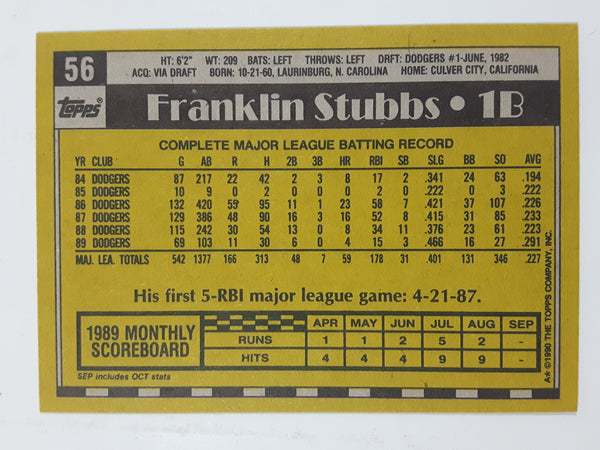 56
HT: 6'2" WT: 209 BATS: LEFT THROWS: LEFT DRFT: DODGERS #1-JUNE, 1982
ACQ: VIA DRAFT BORN: 10-21-60, LAURINBURG, N. CAROLINA HOME: CULVER CITY, CALIFORNIA
Topps
Franklin Stubbs • 1B
COMPLETE MAJOR LEAGUE BATTING RECORD
YR CLUB G AB R H 2B 3B HR RBI SB SLG BB SO AVG
84 DODGERS 87 217 22 42 2 3 8 17 2 .341 24 63 .194
85 DODGERS 10 9 0 2 0 0 0 2 0 .222 0 3 .222
86 DODGERS 132 420 55 95 11 1 23 58 7 .421 37 107 .226
87 DODGERS 129 386 48 90 16 3 16 52 8 .415 31 85 .233
88 DODGERS 115 242 30 54 13 0 8 34 11 .376 23 61 .223
89 DODGERS 69 103 11 30 6 0 4 15 3 .466 16 27 .291
MAJ. LEA. TOTALS 542 1377 166 313 48 7 59 178 31 .401 131 346 .227
His first 5-RBI major league game: 4-21-87.
1989 MONTHLY SCOREBOARD
APR MAY JUN JUL AUG SEP
RUNS 1 1 2 5 2 -
HITS 4 4 4 9 9 -
SEP includes OCT stats
A★ ©1990 THE TOPPS COMPANY, INC.